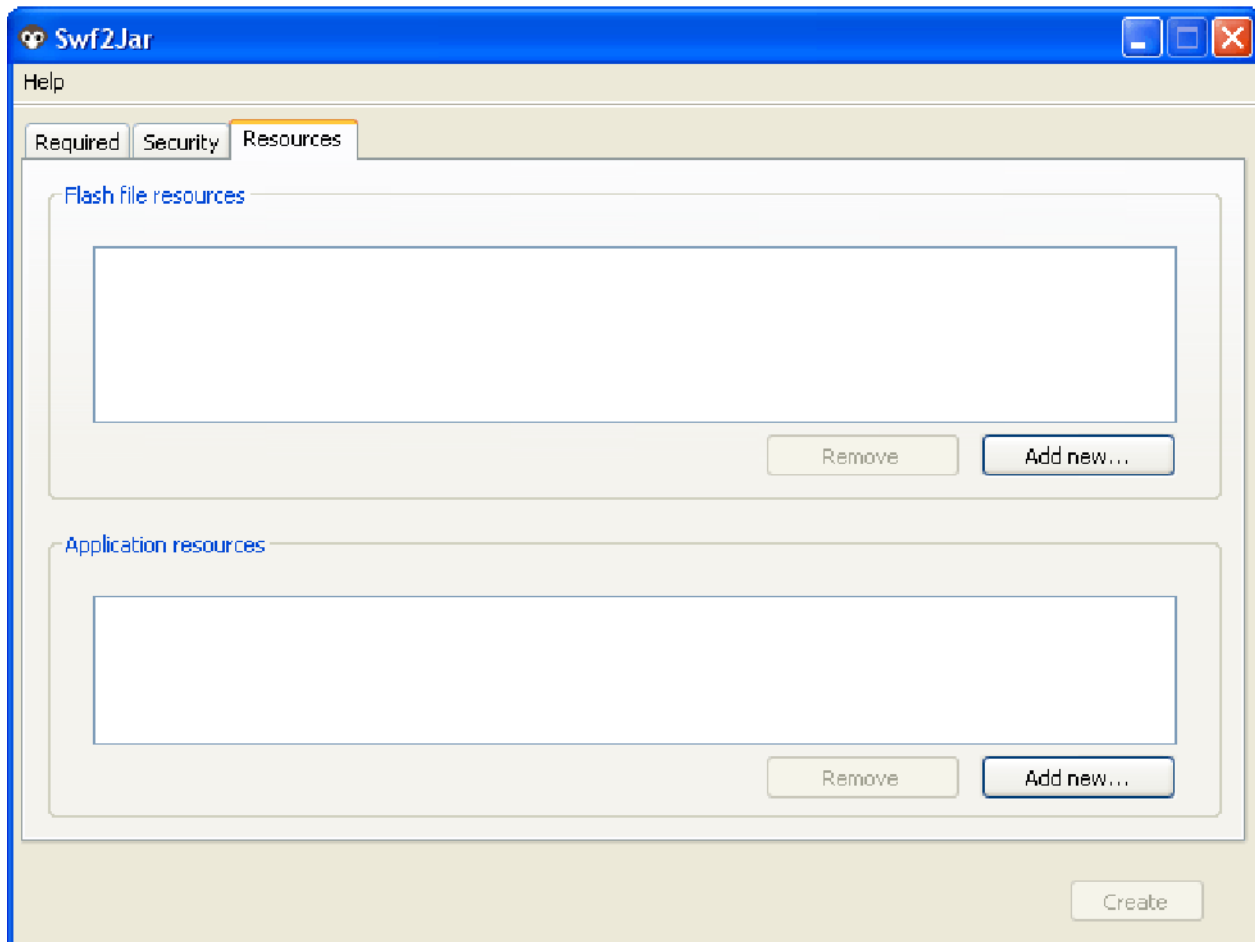 Swf2Jar
Help
Required Security Resources
Flash file resources
Remove Add new...
Application resources
Remove Add new...
Create